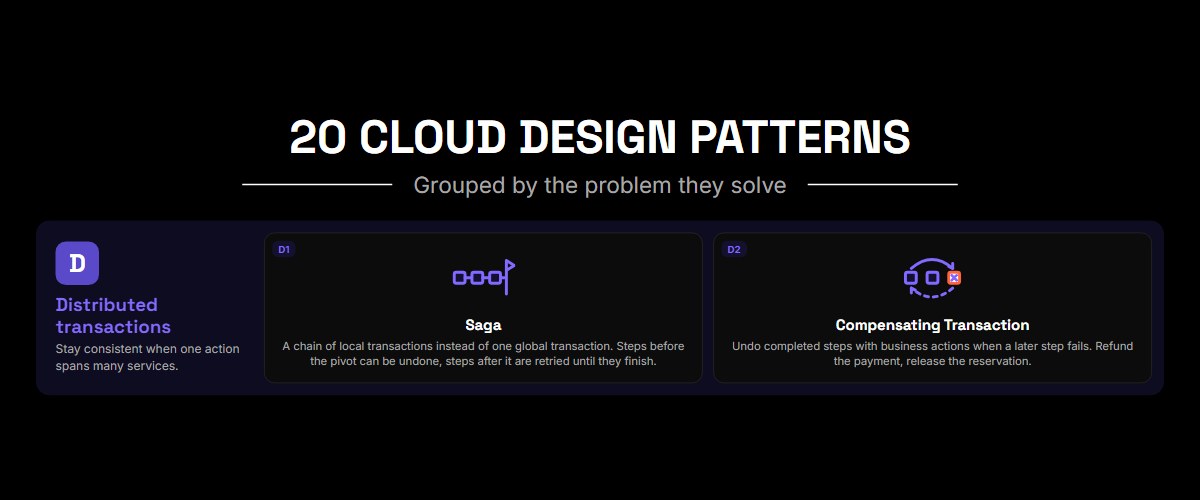 20 CLOUD DESIGN PATTERNS
Grouped by the problem they solve
D
Distributed
transactions
Stay consistent when one action
spans many services.
D1
Saga
A chain of local transactions instead of one global transaction. Steps before
the pivot can be undone, steps after it are retried until they finish.
D2
Compensating Transaction
Undo completed steps with business actions when a later step fails. Refund
the payment, release the reservation.